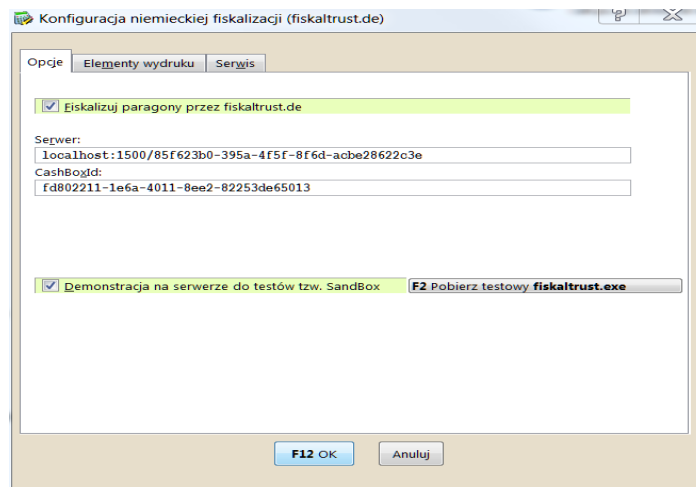 Konfiguracja niemieckiej fiskalizacji (fiskaltrust.de)
Opcje Elementy wydruku Serwis
Fiskalizuj paragony przez fiskaltrust.de
Serwer:
localhost:1500/85f623b0-395a-4f5f-8f6d-acbe28622c3e
CashBoxId:
fd802211-1e6a-4011-8ee2-82253de65013
Demonstracja na serwerze do testów tzw. SandBox F2 Pobierz testowy fiskaltrust.exe
F12 OK Anuluj